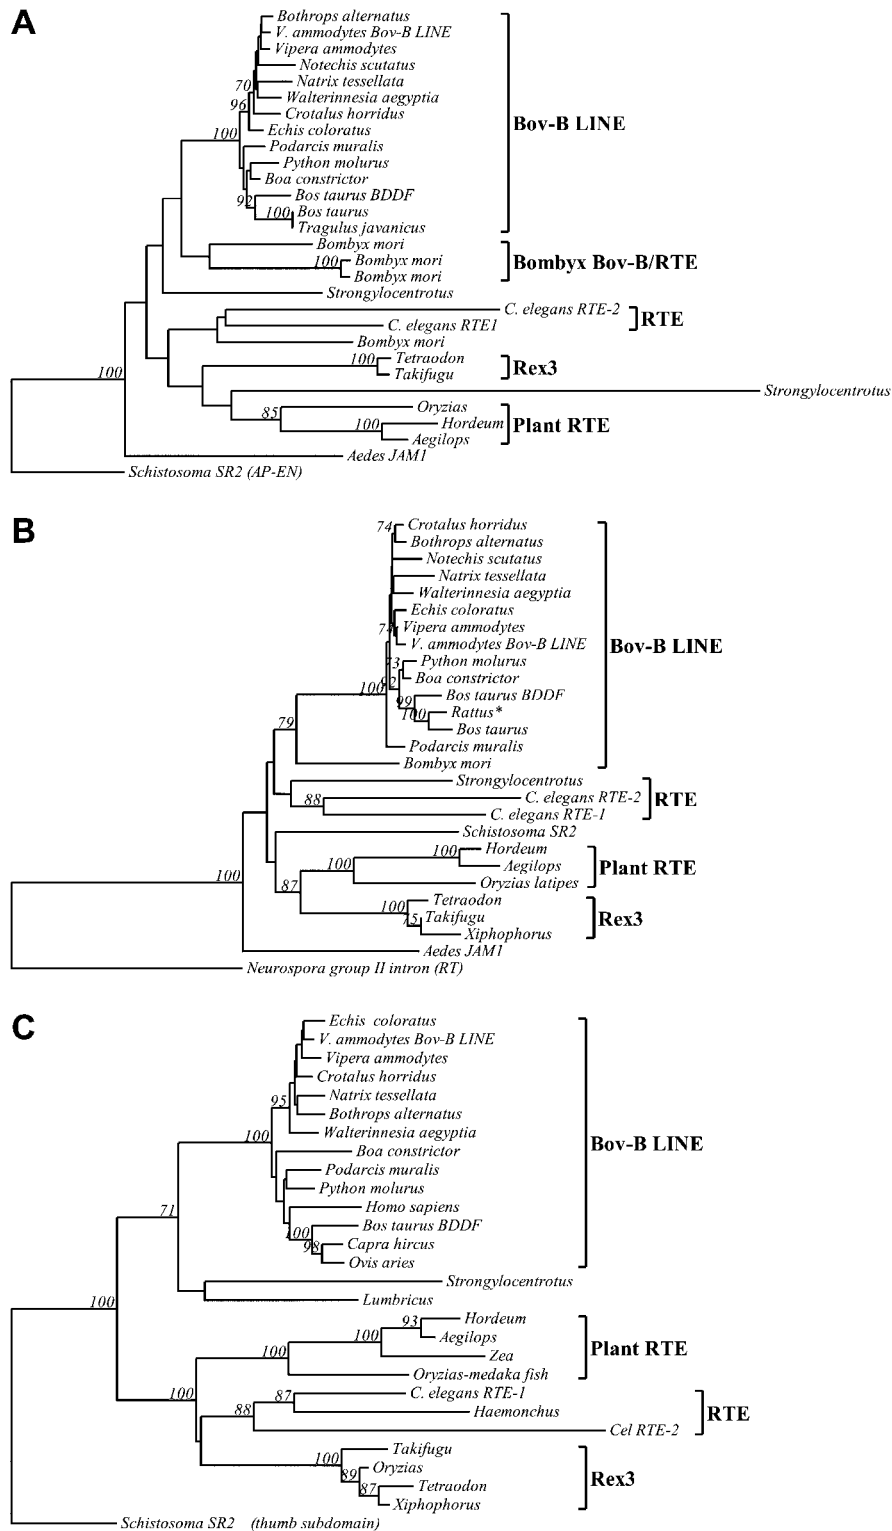 A
Bothrops alternatus
V. ammodytes Bov-B LINE
Vipera ammodytes
Notechis scutatus
Natrix tessellata
70
Walterinnesia aegyptia
96
Crotalus horridus
Echis coloratus
100
Bov-B LINE
Podarcis muralis
Python molurus
Boa constrictor
Bos taurus BDDF
92
Bos taurus
100
Tragulus javanicus
Bombyx mori
Bombyx mori
100
Bombyx mori
Bombyx Bov-B/RTE
Strongylocentrotus
C. elegans RTE-2
C. elegans RTE1
RTE
Bombyx mori
Tetraodon
100
Takifugu
Rex3
100
Strongylocentrotus
Oryzias
85
Hordeum
100
Aegilops
Plant RTE
Aedes JAM1
Schistosoma SR2 (AP-EN)
B
74
Crotalus horridus
Bothrops alternatus
Notechis scutatus
Natrix tessellata
Walterinnesia aegyptia
Echis coloratus
Vipera ammodytes
V. ammodytes Bov-B LINE
Bov-B LINE
73
Python molurus
Boa constrictor
100
92
Bos taurus BDDF
99
Rattus*
100
Bos taurus
79
Podarcis muralis
Bombyx mori
Strongylocentrotus
C. elegans RTE-2
88
C. elegans RTE-1
RTE
Schistosoma SR2
Hordeum
100
Aegilops
100
Plant RTE
Oryzias latipes
87
100
Tetraodon
100
Takifugu
75
Xiphophorus
Rex3
Aedes JAM1
Neurospora group II intron (RT)
C
Echis coloratus
V. ammodytes Bov-B LINE
Vipera ammodytes
Crotalus horridus
Natrix tessellata
95
Bothrops alternatus
Walterinnesia aegyptia
100
Bov-B LINE
Boa constrictor
Podarcis muralis
Python molurus
71
Homo sapiens
Bos taurus BDDF
100
Capra hircus
98
Ovis aries
Strongylocentrotus
Lumbricus
100
Hordeum
93
Aegilops
100
Zea
100
Plant RTE
Oryzias-medaka fish
100
C. elegans RTE-1
87
Haemonchus
88
RTE
Cel RTE-2
Takifugu
100
Oryzias
89
Tetraodon
87
Xiphophorus
Rex3
Schistosoma SR2 (thumb subdomain)